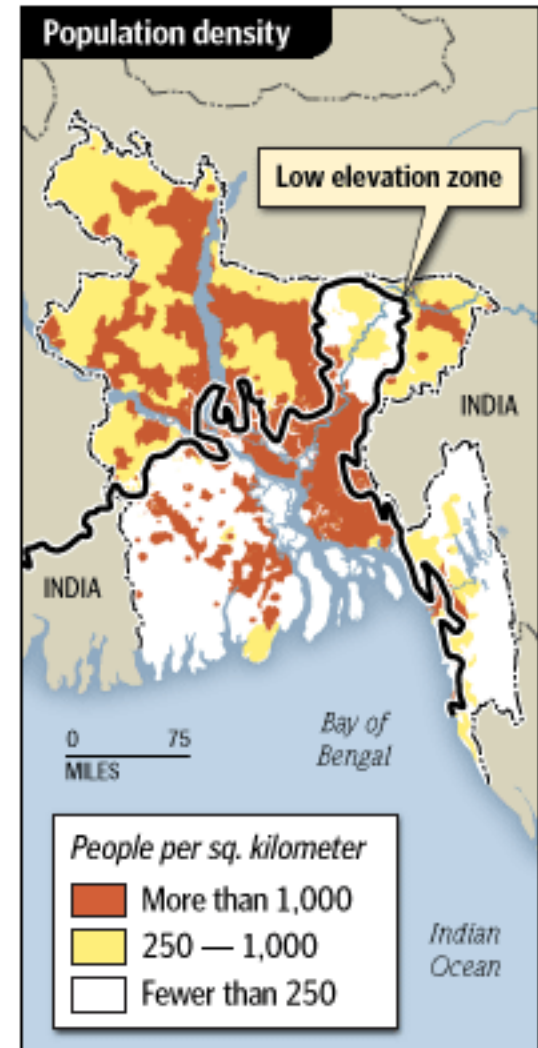 Population density
Low elevation zone
INDIA
INDIA
0 75
MILES
Bay of
Bengal
People per sq. kilometer
More than 1,000
250 — 1,000
Fewer than 250
Indian
Ocean